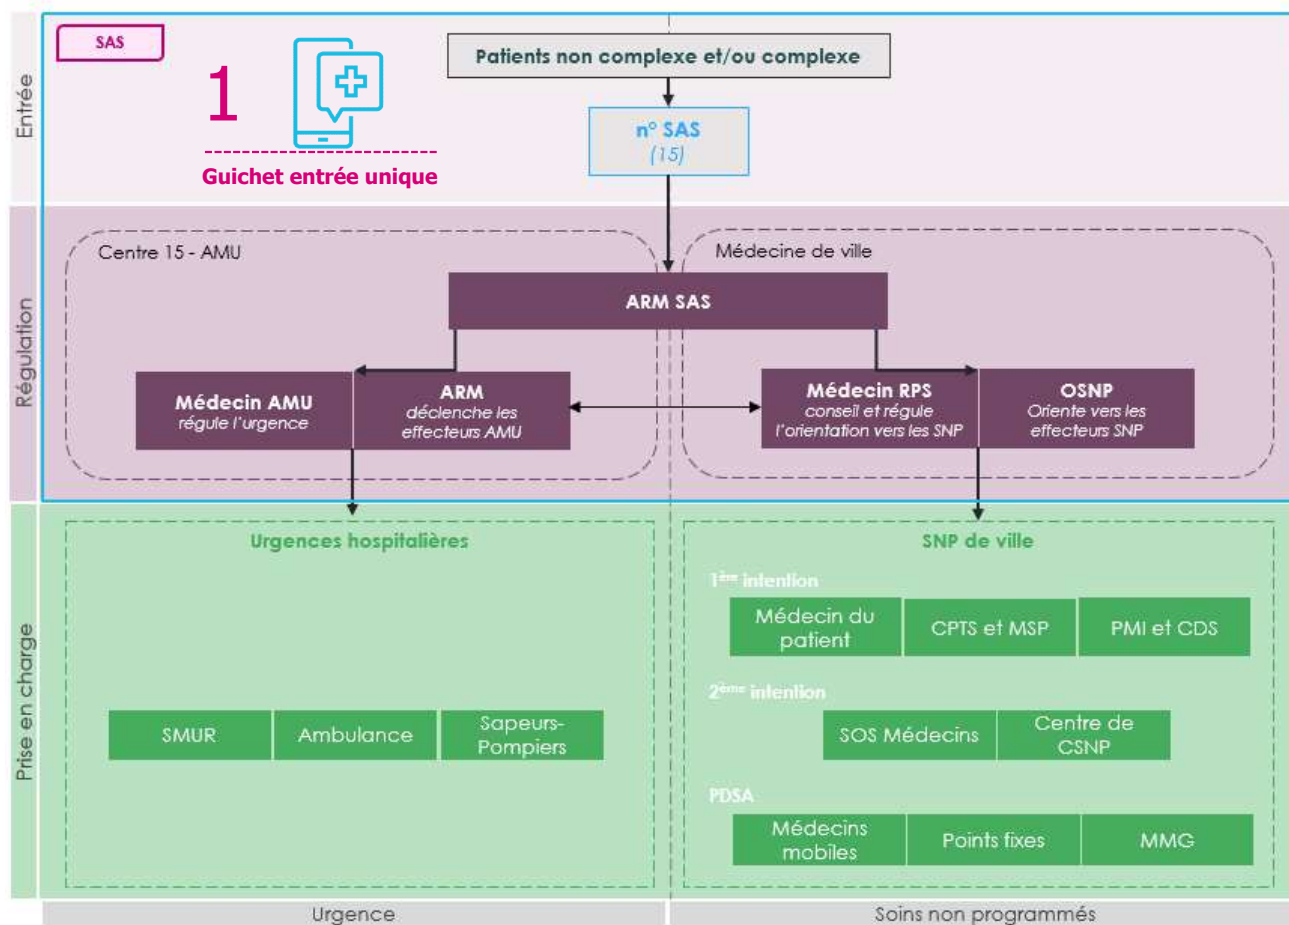 SAS
1
Guichet entrée unique
Patients non complexe et/ou complexe
n° SAS
(15)
Entrée
Régulation
Centre 15 - AMU
Médecine de ville
ARM SAS
Médecin AMU
régule l'urgence
ARM
déclenche les
effecteurs AMU
Médecin RPS
conseil et régule
l'orientation vers les SNP
OSNP
Oriente vers les
effecteurs SNP
Prise en charge
Urgences hospitalières
SMUR
Ambulance
Sapeurs-
Pompiers
SNP de ville
1ère intention
Médecin du
patient
CPTS et MSP
PMI et CDS
2ème intention
SOS Médecins
Centre de
CSNP
PDSA
Médecins
mobiles
Points fixes
MMG
Urgence
Soins non programmés